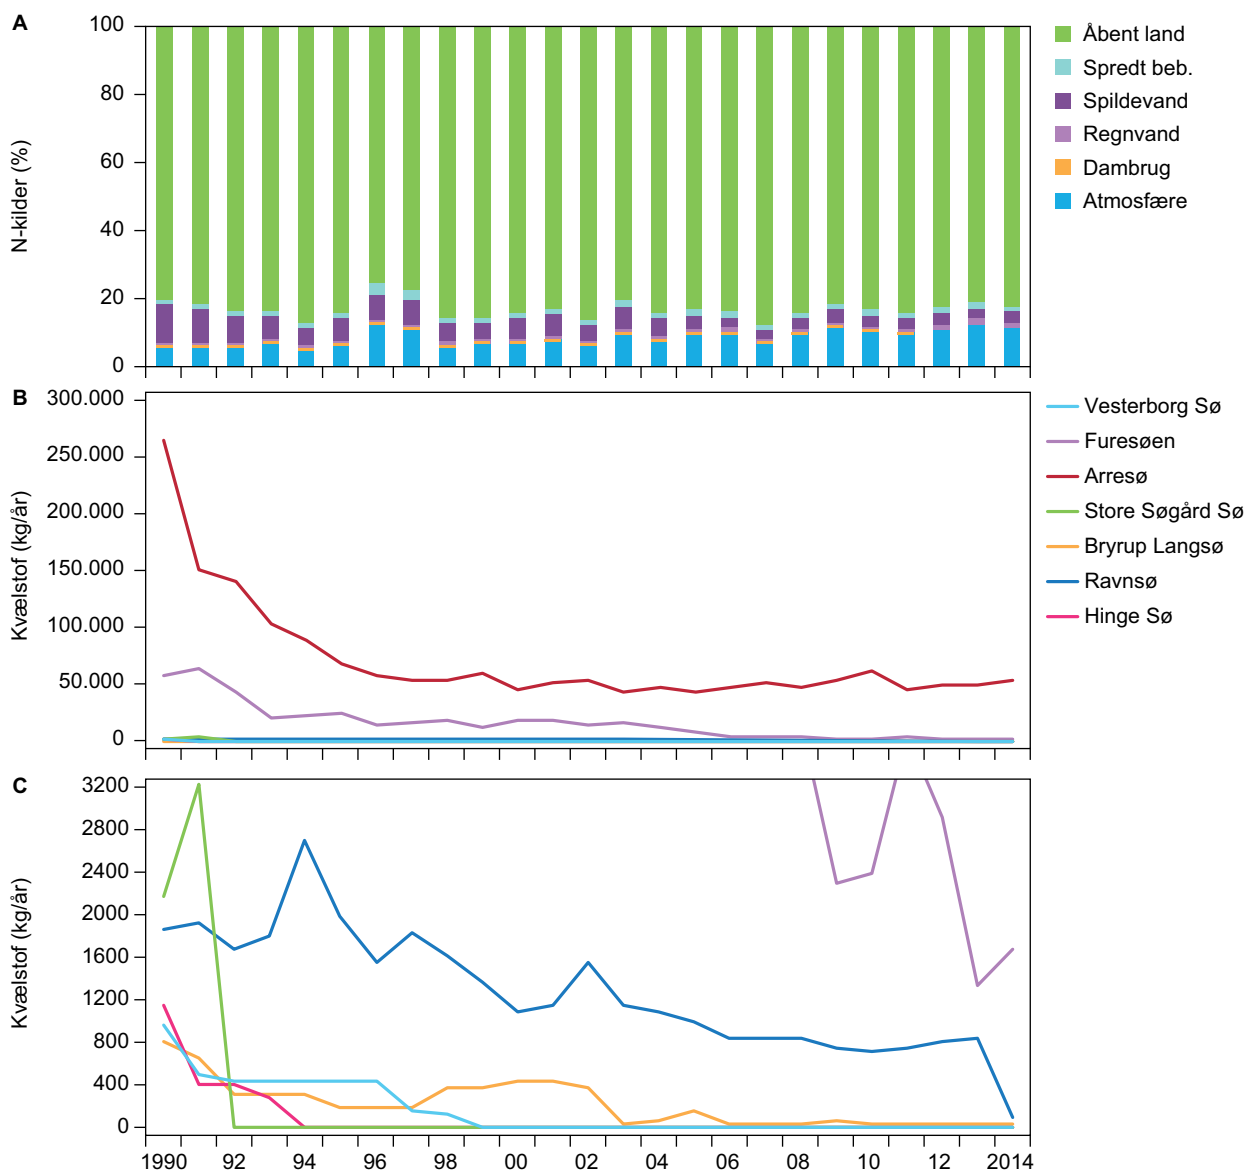 A
N-kilder (%)
100
80
60
40
20
0
Åbent land
Spredt beb.
Spildevand
Regnvand
Dambrug
Atmosfære
B
Kvælstof (kg/år)
300.000
250.000
200.000
150.000
100.000
50.000
0
Vesterborg Sø
Furesøen
Arresø
Store Søgård Sø
Bryrup Langsø
Ravnsø
Hinge Sø
C
Kvælstof (kg/år)
3200
2800
2400
2000
1600
1200
800
400
0
1990 92 94 96 98 00 02 04 06 08 10 12 2014